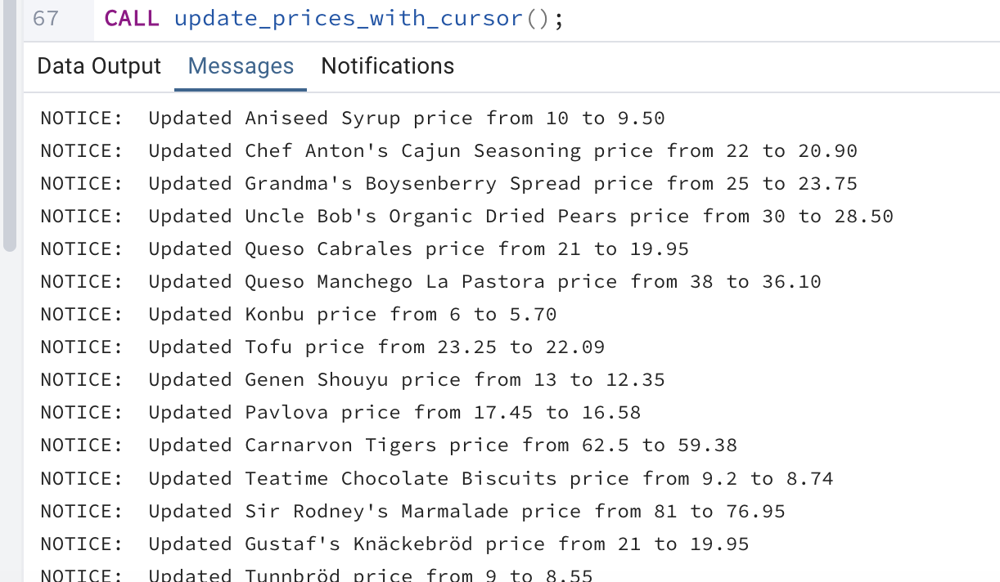 67 CALL update_prices_with_cursor();
Data Output Messages Notifications
NOTICE: Updated Aniseed Syrup price from 10 to 9.50
NOTICE: Updated Chef Anton's Cajun Seasoning price from 22 to 20.90
NOTICE: Updated Grandma's Boysenberry Spread price from 25 to 23.75
NOTICE: Updated Uncle Bob's Organic Dried Pears price from 30 to 28.50
NOTICE: Updated Queso Cabrales price from 21 to 19.95
NOTICE: Updated Queso Manchego La Pastora price from 38 to 36.10
NOTICE: Updated Konbu price from 6 to 5.70
NOTICE: Updated Tofu price from 23.25 to 22.09
NOTICE: Updated Genen Shouyu price from 13 to 12.35
NOTICE: Updated Pavlova price from 17.45 to 16.58
NOTICE: Updated Carnarvon Tigers price from 62.5 to 59.38
NOTICE: Updated Teatime Chocolate Biscuits price from 9.2 to 8.74
NOTICE: Updated Sir Rodney's Marmalade price from 81 to 76.95
NOTICE: Updated Gustaf's Knäckebröd price from 21 to 19.95
NOTICE: Updated Tunnbröd price from 9 to 8.55